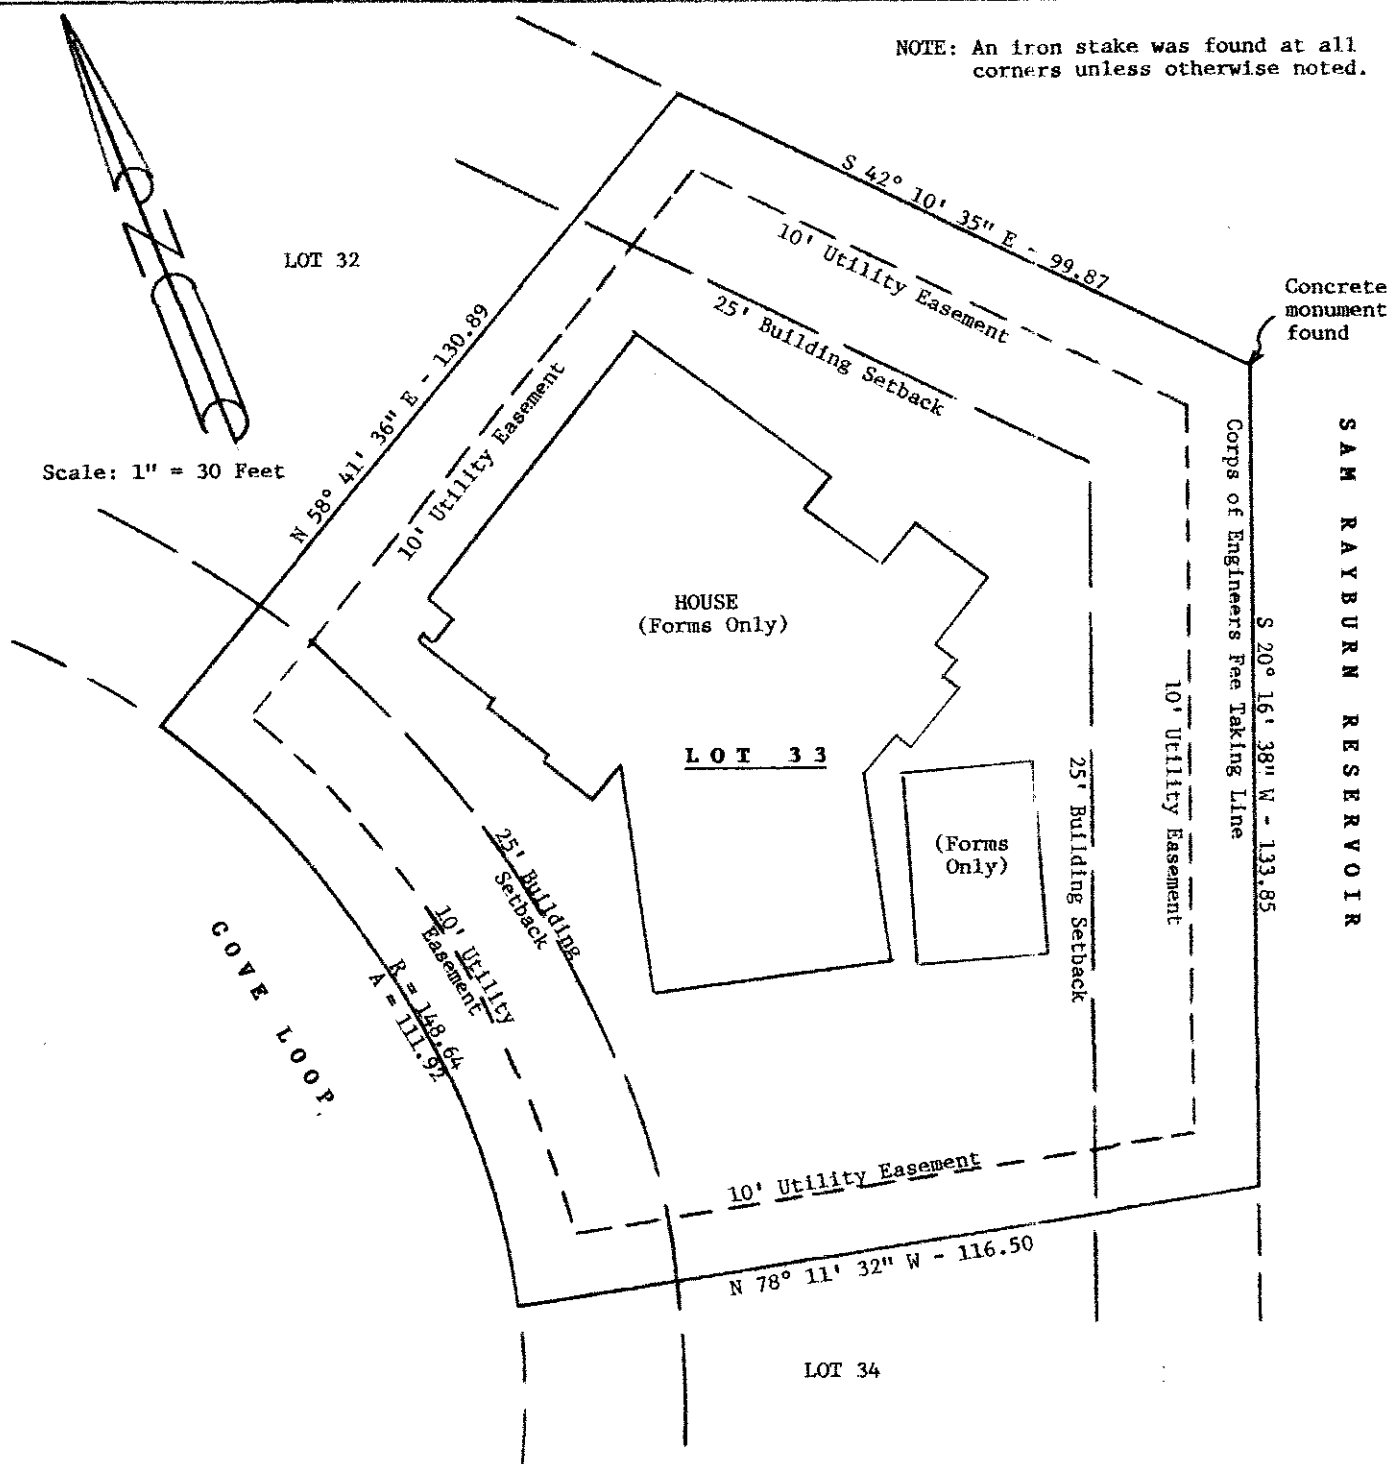 NOTE: An iron stake was found at all
corners unless otherwise noted.
S 42° 10' 35" E - 99.87
10' Utility Easement
LOT 32
25' Building Setback
Concrete
monument
found
N 58° 41' 36" E - 130.89
10' Utility Easement
N
Scale: 1" = 30 Feet
Corps of Engineers Fee Taking Line
SAM RAYBURN RESERVOIR
HOUSE
(Forms Only)
S 20° 16' 38" W - 133.85
10' Utility Easement
LOT 33
25' Building Setback
(Forms
Only)
25' Building
Setback
10' Utility
Easement
R = 148.64
A = 111.92
COVE LOOP
10' Utility Easement
N 78° 11' 32" W - 116.50
LOT 34